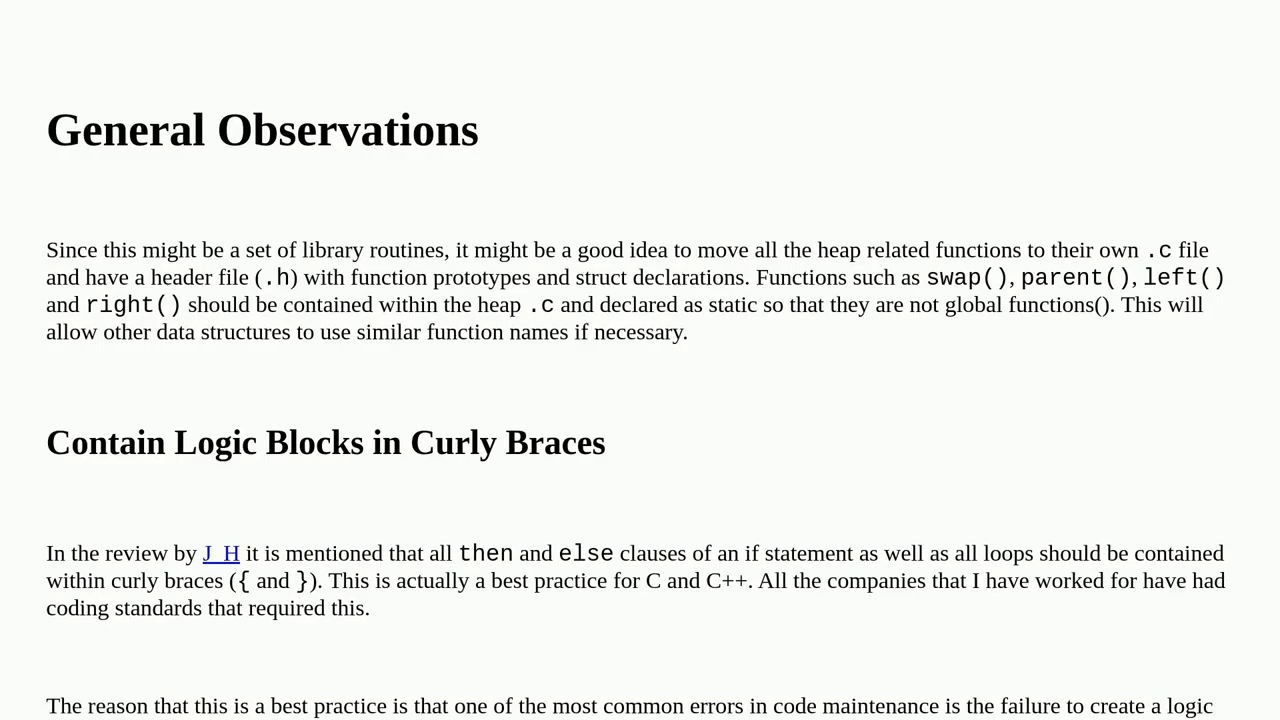 General Observations
Since this might be a set of library routines, it might be a good idea to move all the heap related functions to their own .c file
and have a header file (.h) with function prototypes and struct declarations. Functions such as swap(), parent(), left()
and right() should be contained within the heap .c and declared as static so that they are not global functions(). This will
allow other data structures to use similar function names if necessary.
Contain Logic Blocks in Curly Braces
In the review by J_H it is mentioned that all then and else clauses of an if statement as well as all loops should be contained
within curly braces ({ and }). This is actually a best practice for C and C++. All the companies that I have worked for have had
coding standards that required this.
The reason that this is a best practice is that one of the most common errors in code maintenance is the failure to create a logic